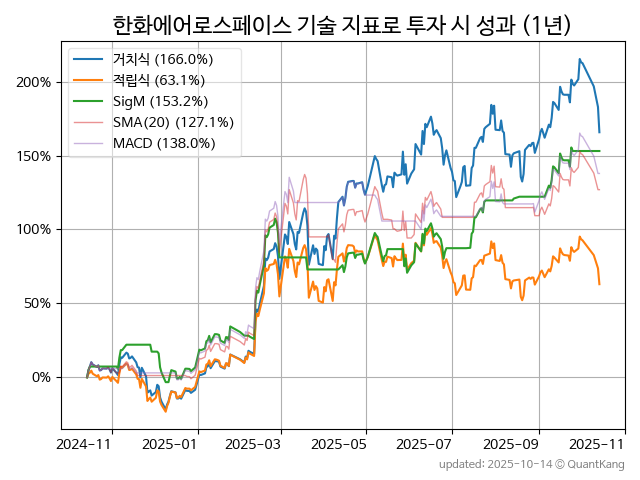 한화에어로스페이스 기술 지표로 투자 시 성과 (1년)
거치식 (166.0%)
적립식 (63.1%)
SigM (153.2%)
SMA(20) (127.1%)
MACD (138.0%)
200%
150%
100%
50%
0%
2024-11 2025-01 2025-03 2025-05 2025-07 2025-09 2025-11
updated: 2025-10-14 © QuantKang